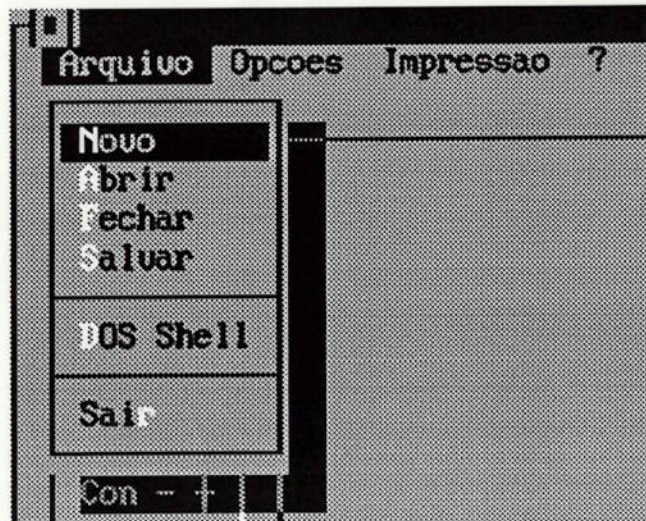 Arquivo Opcoes Impressao ?
Novo
Abrir
Fechar
Salvar
DOS Shell
Sair
Con - +